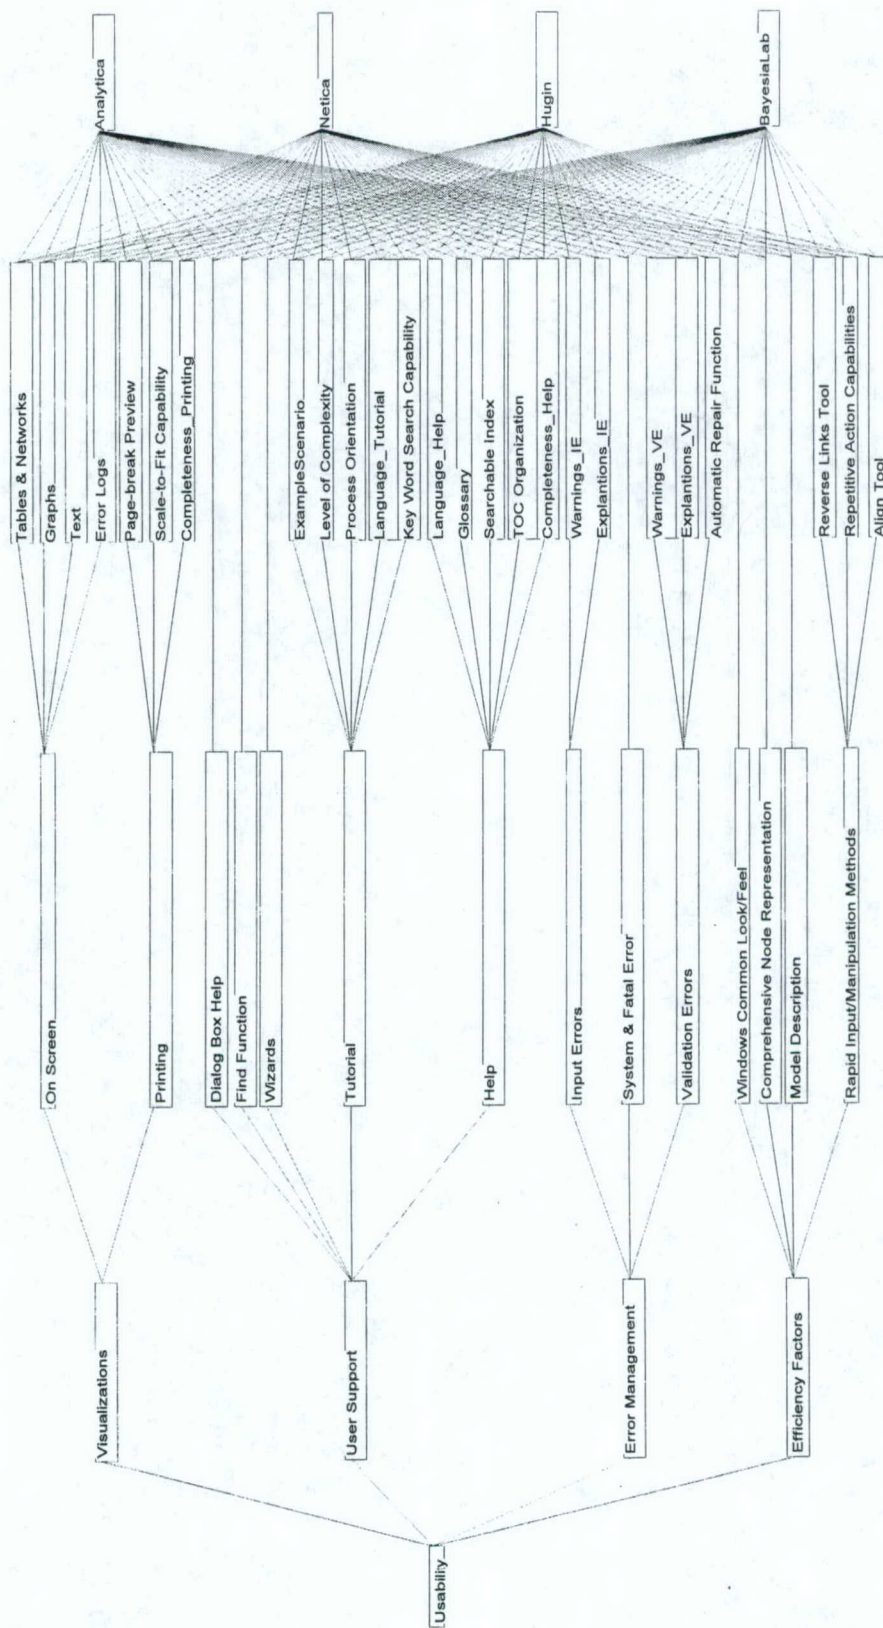 Usability
Visualizations
User Support
Error Management
Efficiency Factors
On Screen
Printing
Dialog Box Help
Find Function
Wizards
Tutorial
Help
Input Errors
System & Fatal Error
Validation Errors
Windows Common Look/Feel
Comprehensive Node Representation
Model Description
Rapid Input/Manipulation Methods
Tables & Networks
Graphs
Text
Error Logs
Page-break Preview
Scale-to-Fit Capability
Completeness_Printing
ExampleScenario
Level of Complexity
Process Orientation
Language_Tutorial
Key Word Search Capability
Language_Help
Glossary
Searchable Index
TOC Organization
Completeness_Help
Warnings_IE
Explantions_IE
Warnings_VE
Explantions_VE
Automatic Repair Function
Reverse Links Tool
Repetitive Action Capabilities
Align Tool
Analytica
Netica
Hugin
BayesiaLab